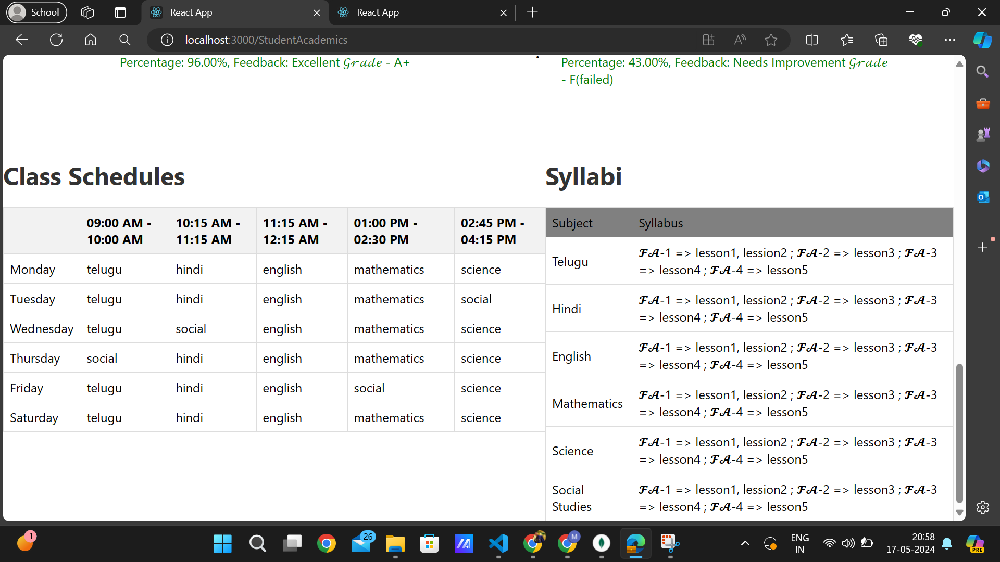 School
React App
React App
localhost:3000/StudentAcademics
Percentage: 96.00%, Feedback: Excellent 𝓖𝓻𝓪𝓭𝓮 - A+
Percentage: 43.00%, Feedback: Needs Improvement 𝓖𝓻𝓪𝓭𝓮
- F(failed)
Class Schedules
09:00 AM - 10:15 AM - 11:15 AM - 01:00 PM - 02:45 PM -
10:00 AM 11:15 AM 12:15 AM 02:30 PM 04:15 PM
Monday telugu hindi english mathematics science
Tuesday telugu hindi english mathematics social
Wednesday telugu social english mathematics science
Thursday social hindi english mathematics science
Friday telugu hindi english social science
Saturday telugu hindi english mathematics science
Syllabi
Subject Syllabus
Telugu
𝓕𝓐-1 => lesson1, lession2 ; 𝓕𝓐-2 => lesson3 ; 𝓕𝓐-3
=> lesson4 ; 𝓕𝓐-4 => lesson5
Hindi
𝓕𝓐-1 => lesson1, lession2 ; 𝓕𝓐-2 => lesson3 ; 𝓕𝓐-3
=> lesson4 ; 𝓕𝓐-4 => lesson5
English
𝓕𝓐-1 => lesson1, lession2 ; 𝓕𝓐-2 => lesson3 ; 𝓕𝓐-3
=> lesson4 ; 𝓕𝓐-4 => lesson5
Mathematics
𝓕𝓐-1 => lesson1, lession2 ; 𝓕𝓐-2 => lesson3 ; 𝓕𝓐-3
=> lesson4 ; 𝓕𝓐-4 => lesson5
Science
𝓕𝓐-1 => lesson1, lession2 ; 𝓕𝓐-2 => lesson3 ; 𝓕𝓐-3
=> lesson4 ; 𝓕𝓐-4 => lesson5
Social
Studies
𝓕𝓐-1 => lesson1, lession2 ; 𝓕𝓐-2 => lesson3 ; 𝓕𝓐-3
=> lesson4 ; 𝓕𝓐-4 => lesson5
1
26
M
ENG
IN
20:58
17-05-2024
PRE